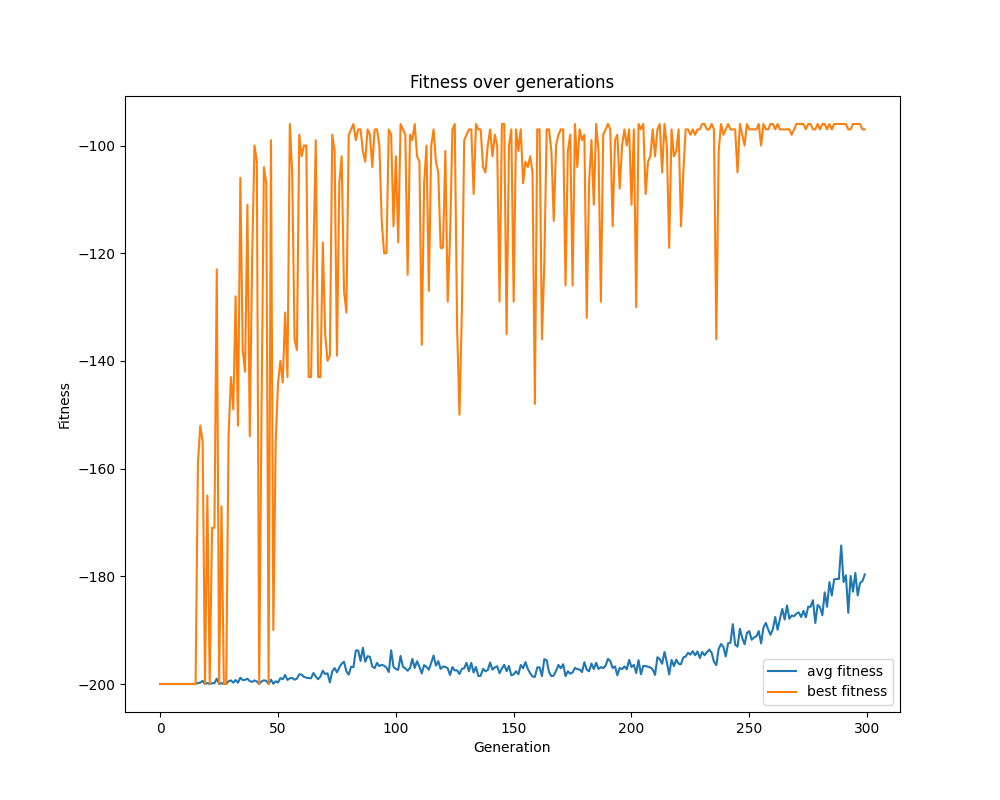 Fitness over generations
Fitness
−100
−120
−140
−160
−180
−200
0 50 100 150 200 250 300
Generation
avg fitness
best fitness